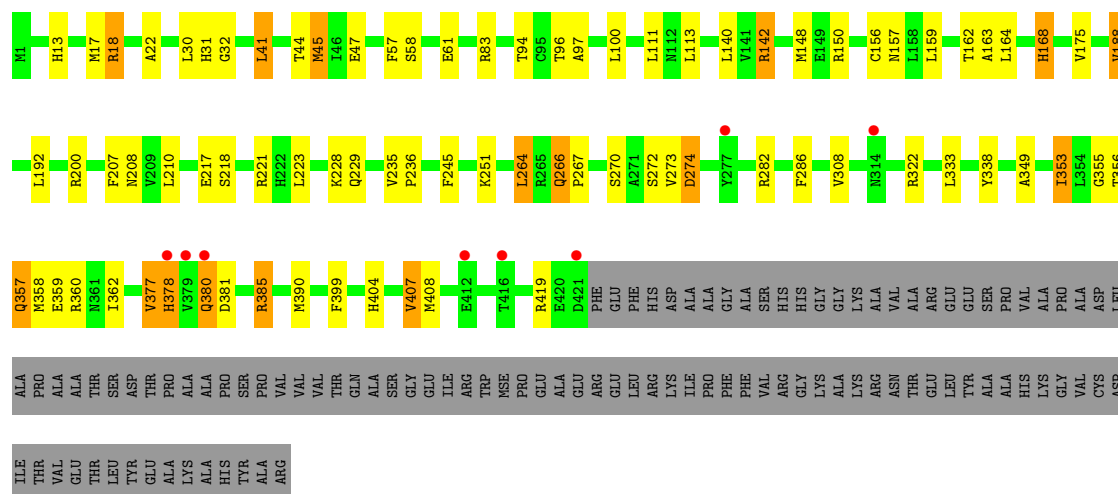 M1 H13 M17 R18 A22 L30 H31 G32 L41 T44 M45 I46 E47 F57 S58 E61 R83 T94 C95 T96 A97 L100 L111 N112 L113 L140 V141 R142 M148 E149 R150 C156 N157 L158 L159 T162 A163 L164 H168 V175 V188
L192 R200 F207 N208 V209 L210 E217 S218 R221 H222 L223 K228 Q229 V235 P236 F245 K251 L264 R265 Q266 P267 S270 A271 S272 V273 D274 Y277 R282 F286 V308 N314 R322 L333 Y338 A349 I353 L354 G355 T356
Q357 M358 E359 R360 N361 I362 V377 H378 V379 Q380 D381 R385 M390 F399 H404 V407 M408 E412 T416 R419 E420 D421 PHE GLU PHE HIS ASP ALA ALA GLY ALA SER HIS HIS GLY GLY LYS ALA VAL ALA ARG GLU GLU SER PRO HIS VAL ALA PRO ALA ASP LEU
ALA PRO ALA ALA THR SER ASP THR PRO ALA ALA PRO SER PRO VAL VAL VAL THR GLN ALA SER GLY GLU ILE ARG TRP MSE PRO GLU ALA GLU ARG GLU LEU ARG LYS ILE PRO PHE PHE VAL ARG GLY LYS ALA LYS ARG ASN THR GLU LEU TYR ALA ALA HIS LYS GLY VAL CYS ASP
ILE THR VAL GLU THR LEU TYR GLU ALA LYS ALA HIS TYR ALA ARG